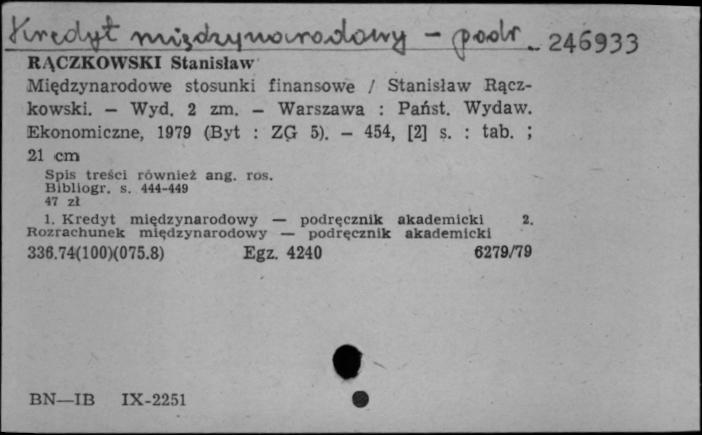 Kredyt międzynarodowy – podr. 246933
RĄCZKOWSKI Stanisław
Międzynarodowe stosunki finansowe / Stanisław Rącz-
kowski. — Wyd. 2 zm. — Warszawa : Państ. Wydaw.
Ekonomiczne, 1979 (Byt : ZG 5). — 454, [2] s. : tab. ;
21 cm
Spis treści również ang. ros.
Bibliogr. s. 444-449
47 zł
1. Kredyt międzynarodowy — podręcznik akademicki 2.
Rozrachunek międzynarodowy — podręcznik akademicki
336.74(100)(075.8) Egz. 4240 6279/79
BN—IB IX-2251